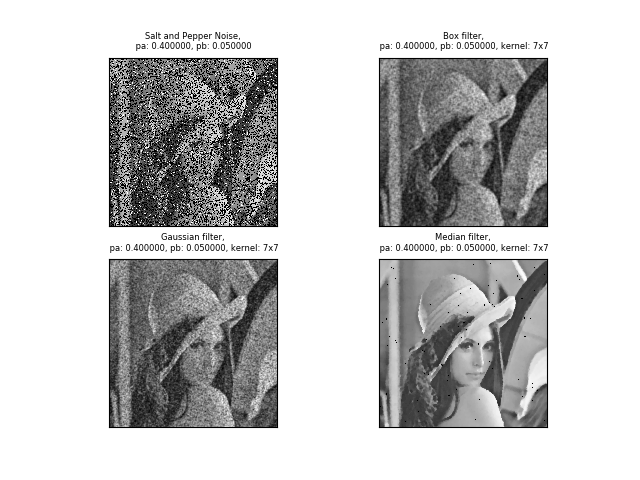 Salt and Pepper Noise,
pa: 0.400000, pb: 0.050000
Box filter,
pa: 0.400000, pb: 0.050000, kernel: 7x7
Gaussian filter,
pa: 0.400000, pb: 0.050000, kernel: 7x7
Median filter,
pa: 0.400000, pb: 0.050000, kernel: 7x7